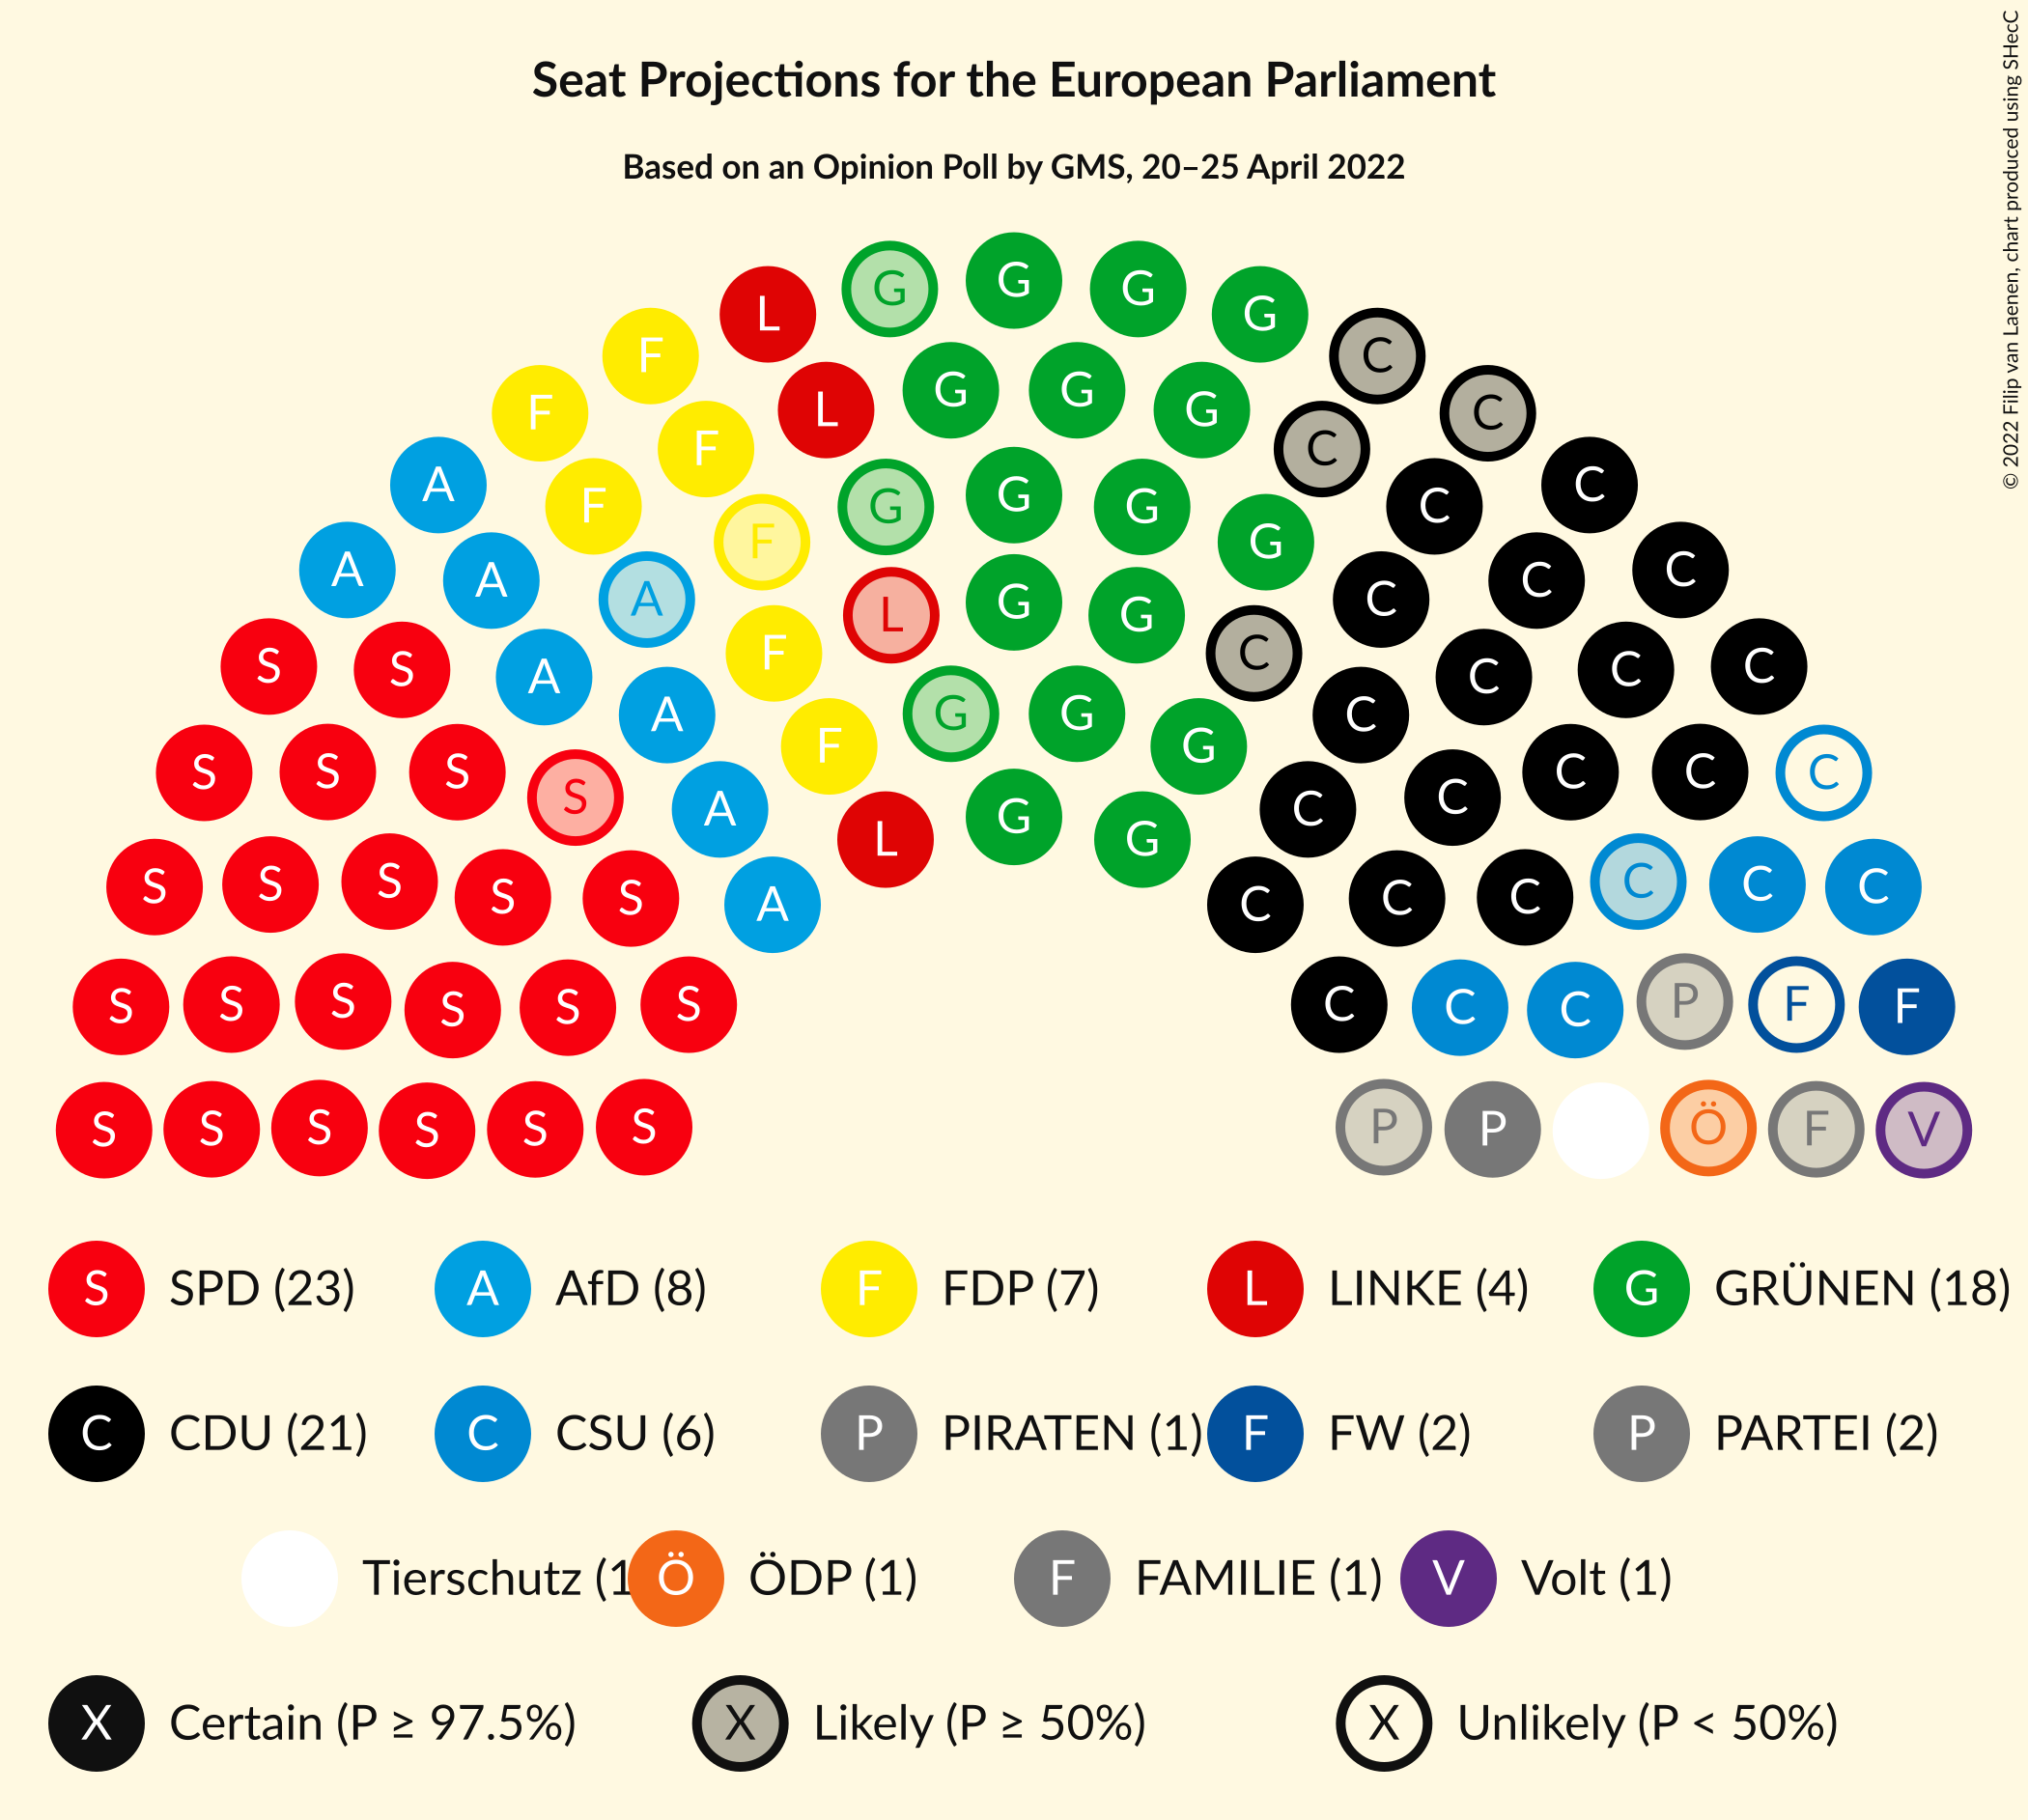 Seat Projections for the European Parliament
Based on an Opinion Poll by GMS, 20–25 April 2022
© 2022 Filip van Laenen, chart produced using SHecC
G G G G
L L
F C
G G G
F L C
F C
A F C C
G G G G
F
A A A C C C
L G G
S S A F C C C C
A G G G C
S S S S A F C C C C C
L G G
S S S S S A C C C C C C
S S S S S S C C C P F F
S S S S S S P P Ö F V
S SPD (23) A AfD (8) F FDP (7) L LINKE (4) G GRÜNEN (18)
C CDU (21) C CSU (6) P PIRATEN (1) F FW (2) P PARTEI (2)
Tierschutz (1 Ö ÖDP (1) F FAMILIE (1) V Volt (1)
X Certain (P ≥ 97.5%) X Likely (P ≥ 50%) X Unlikely (P < 50%)